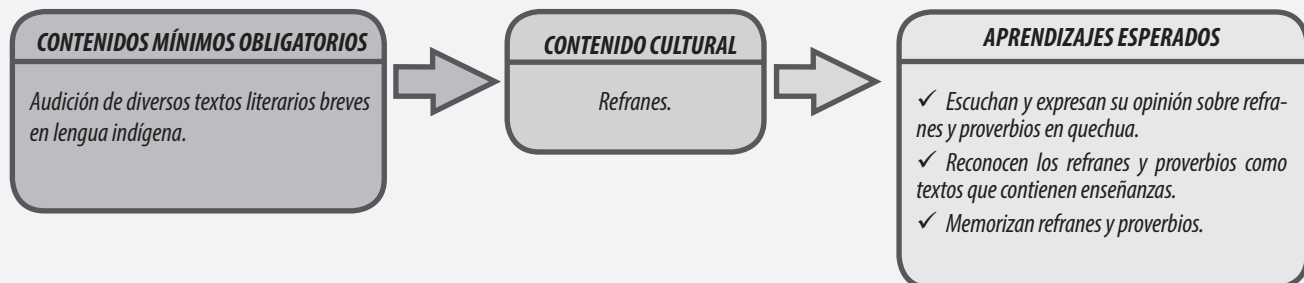 CONTENIDOS MÍNIMOS OBLIGATORIOS
Audición de diversos textos literarios breves
en lengua indígena.
CONTENIDO CULTURAL
Refranes.
APRENDIZAJES ESPERADOS
✓ Escuchan y expresan su opinión sobre refra-
nes y proverbios en quechua.
✓ Reconocen los refranes y proverbios como
textos que contienen enseñanzas.
✓ Memorizan refranes y proverbios.